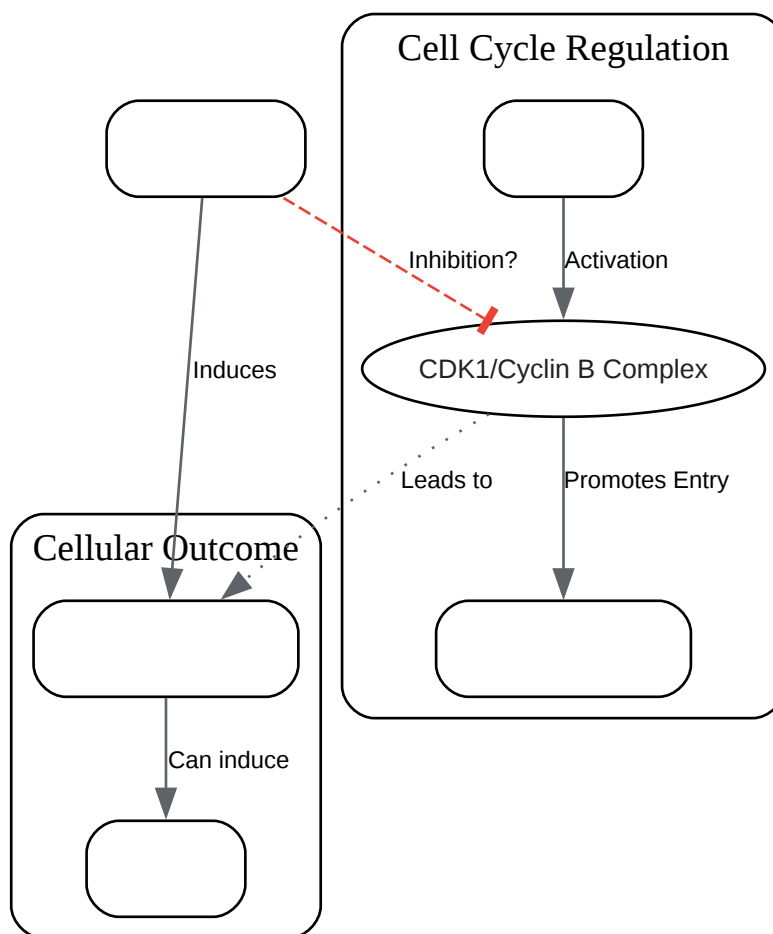 Cell Cycle Regulation
Inhibition?
Activation
CDK1/Cyclin B Complex
Induces
Leads to
Promotes Entry
Cellular Outcome
Can induce